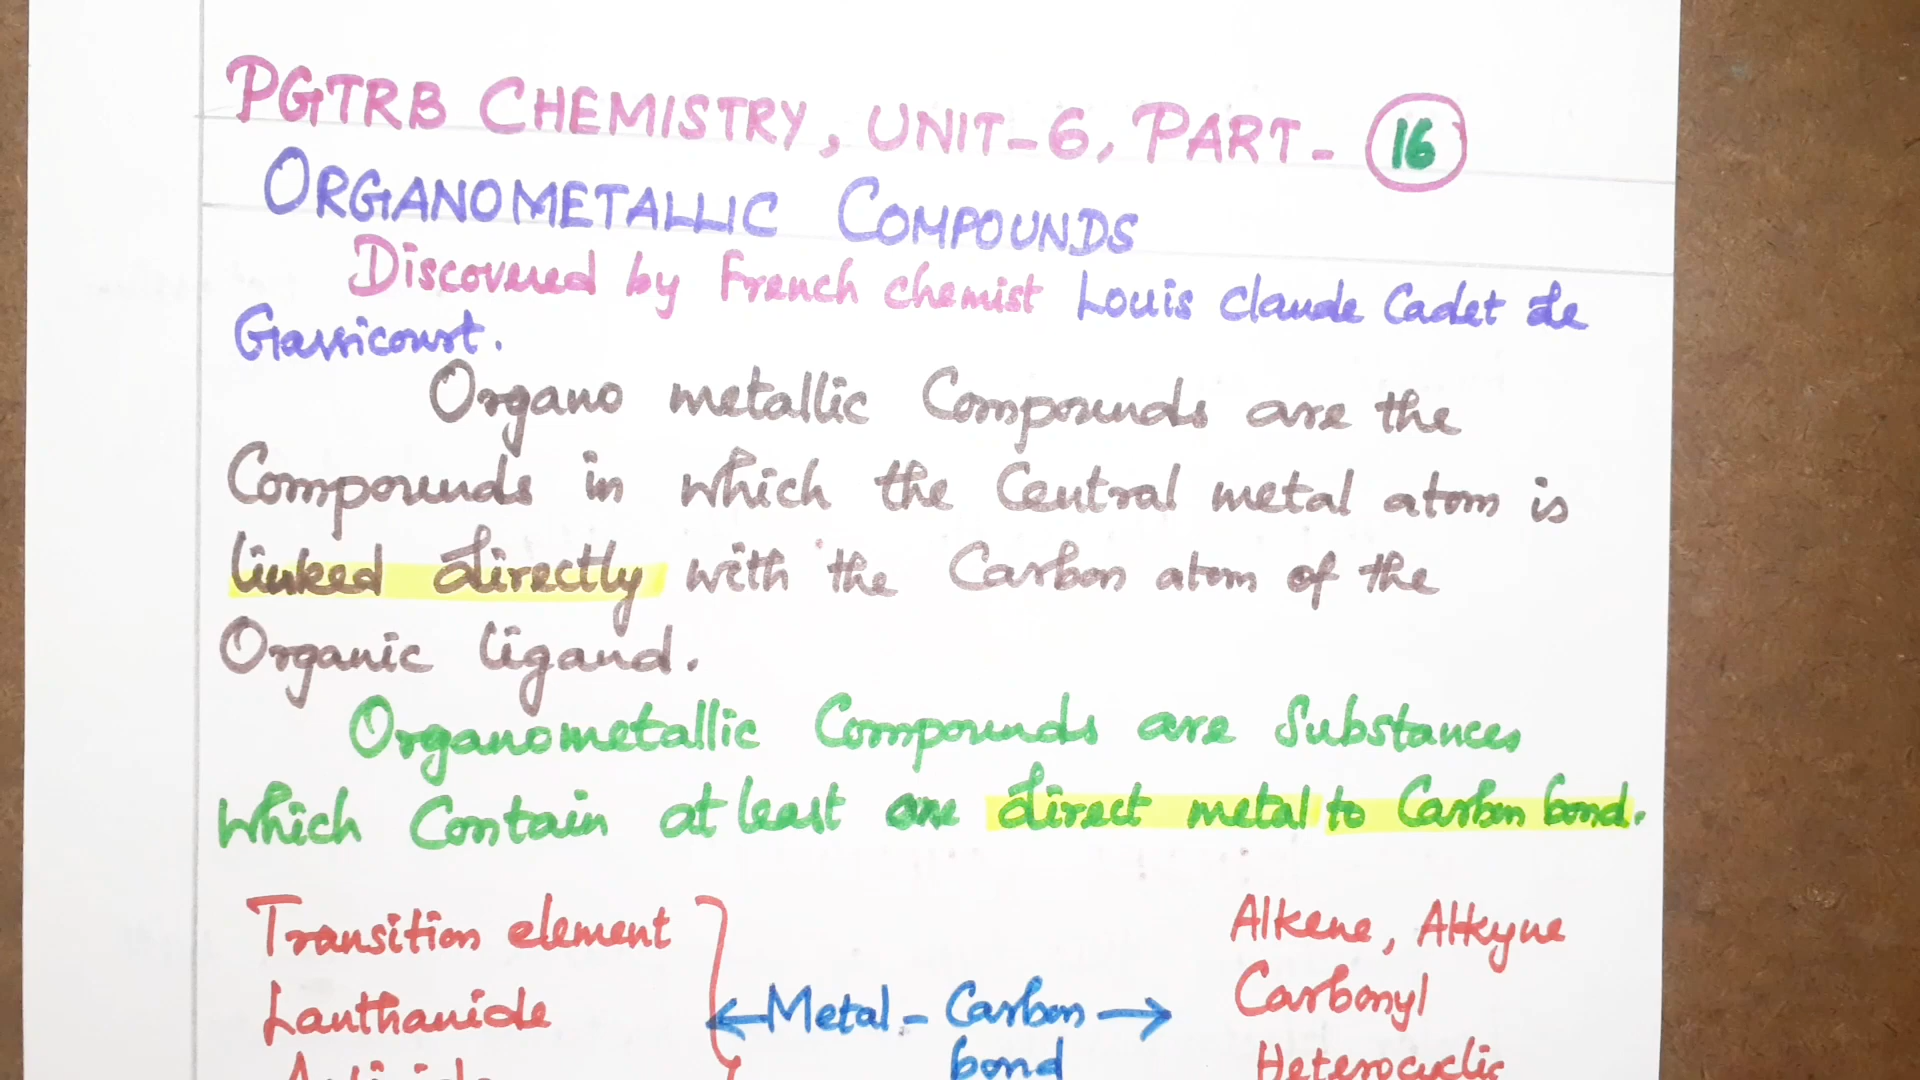 PGTRB CHEMISTRY, UNIT-6, PART- 16
ORGANOMETALLIC COMPOUNDS
Discovered by French chemist Louis Claude Cadet de
Gassicourt.
Organo metallic Compounds are the
Compounds in which the Central metal atom is
linked directly with the Carbon atom of the
Organic ligand.
Organometallic Compounds are Substances
which Contain at least one direct metal to Carbon bond.
Transition element
Alkene, Alkyne
Lanthanide
Metal - Carbon
bond
Carbonyl
Heterocyclic